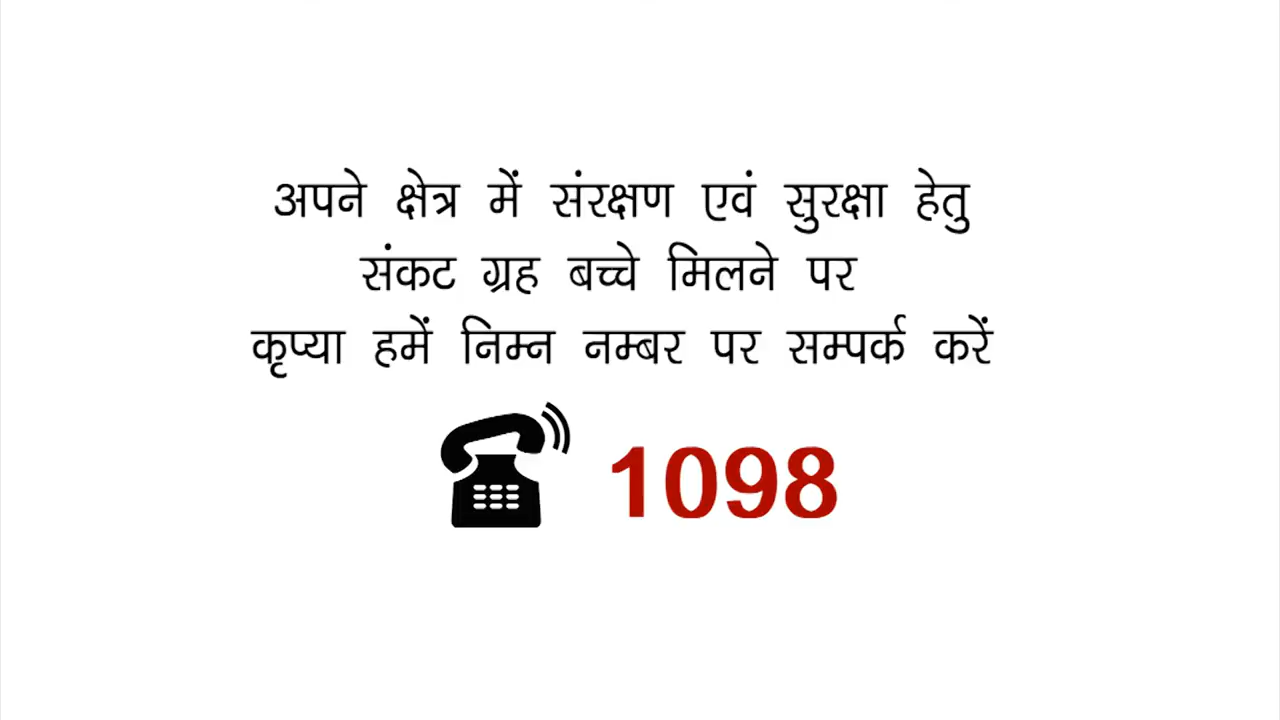 अपने क्षेत्र में संरक्षण एवं सुरक्षा हेतु
संकट ग्रह बच्चे मिलने पर
कृप्या हमें निम्न नम्बर पर सम्पर्क करें
1098